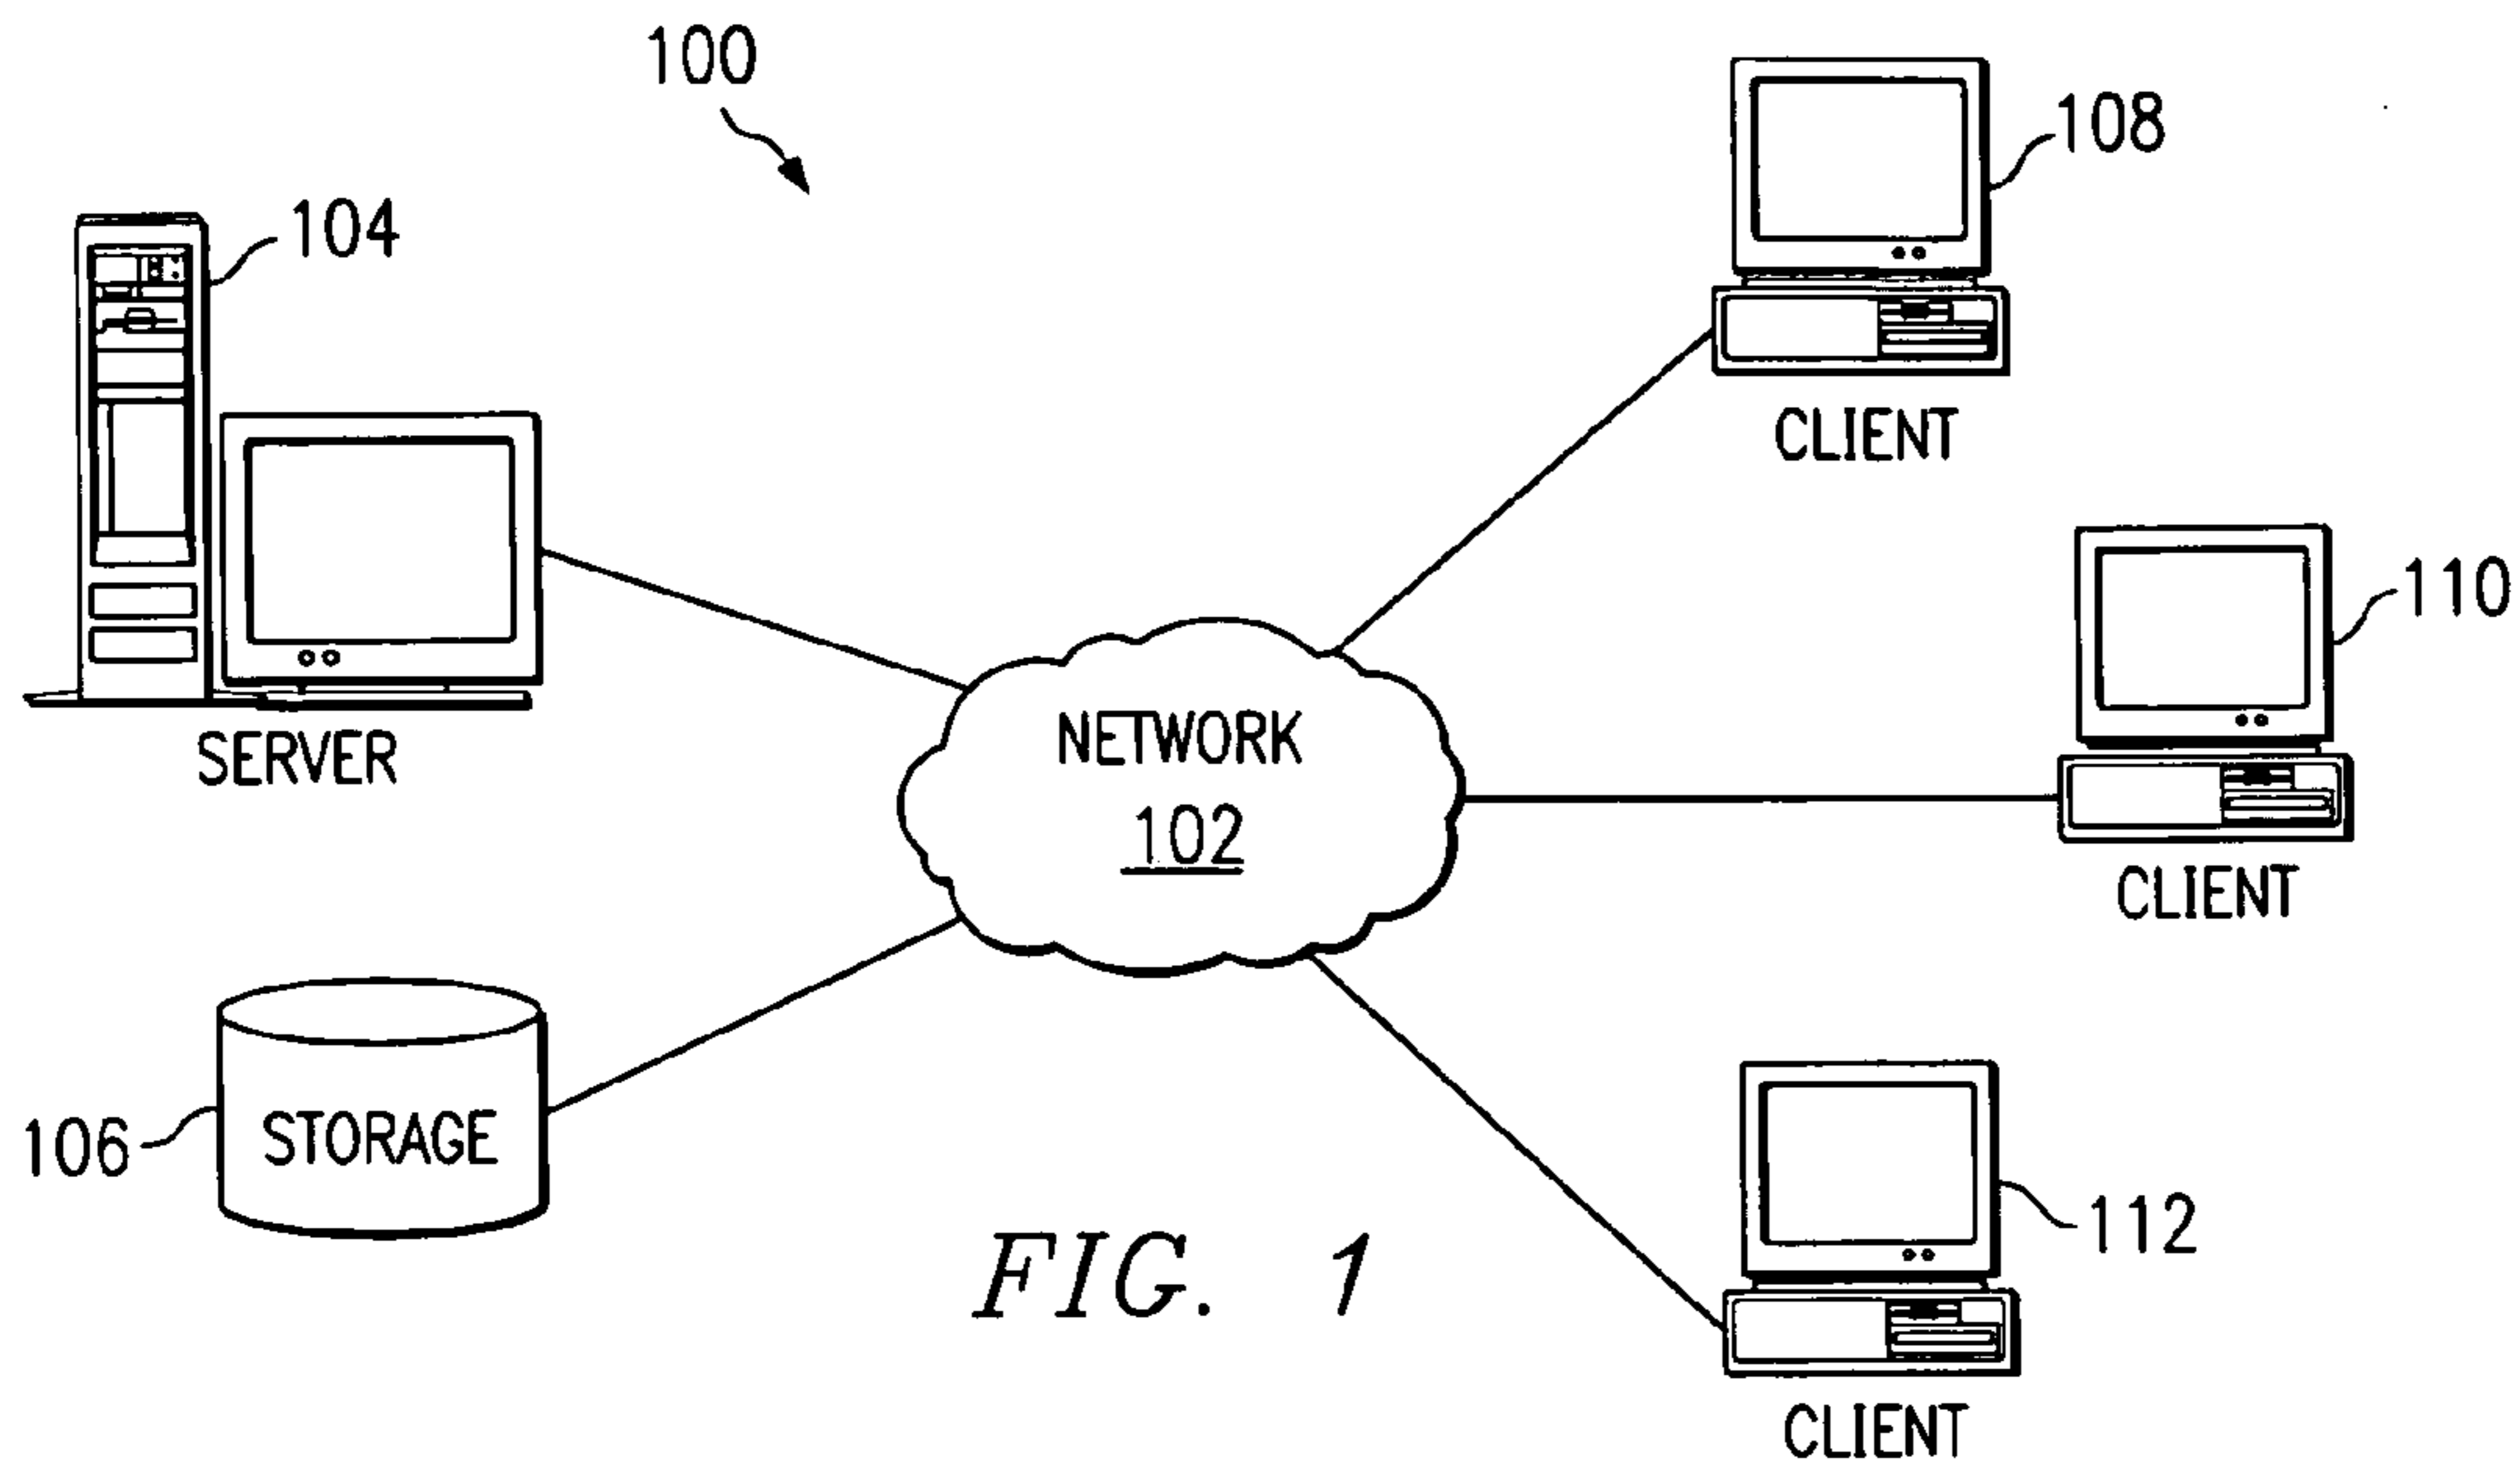 100
108
104
CLIENT
110
SERVER
NETWORK
102
CLIENT
106
STORAGE
112
FIG. 1
CLIENT